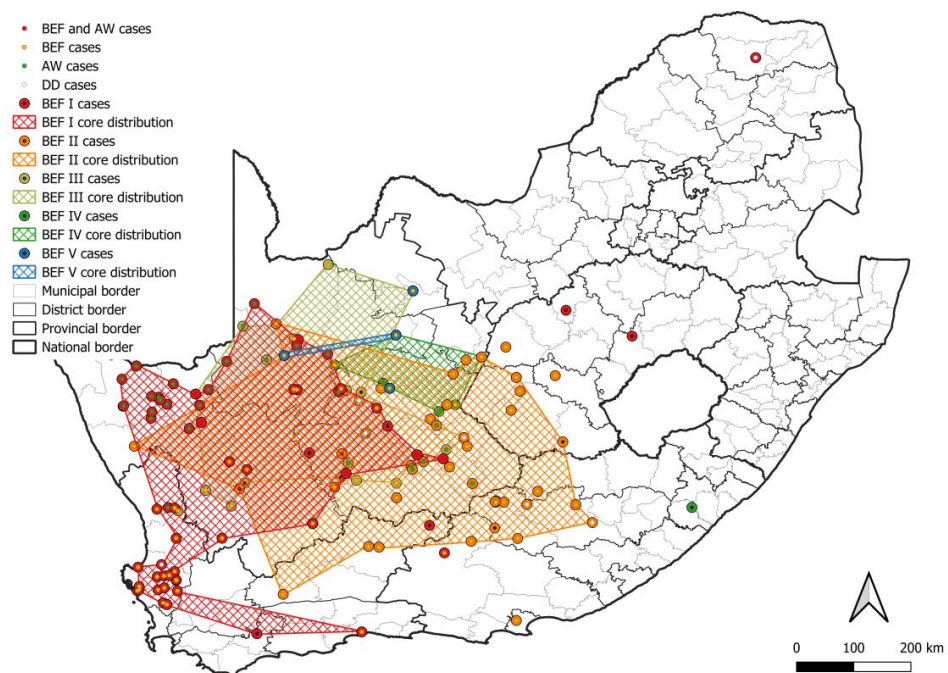 BEF and AW cases
BEF cases
AW cases
DD cases
BEF I cases
BEF I core distribution
BEF II cases
BEF II core distribution
BEF III cases
BEF III core distribution
BEF IV cases
BEF IV core distribution
BEF V cases
BEF V core distribution
Municipal border
District border
Provincial border
National border
0 100 200 km